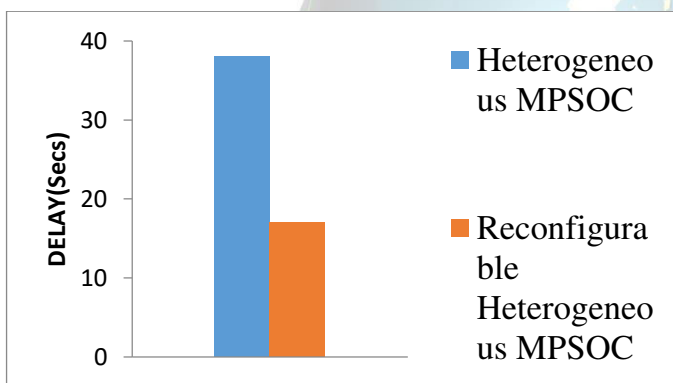 40
30
20
10
0
DELAY(Secs)
Heterogeneo
us MPSOC
Reconfigura
ble
Heterogeneo
us MPSOC